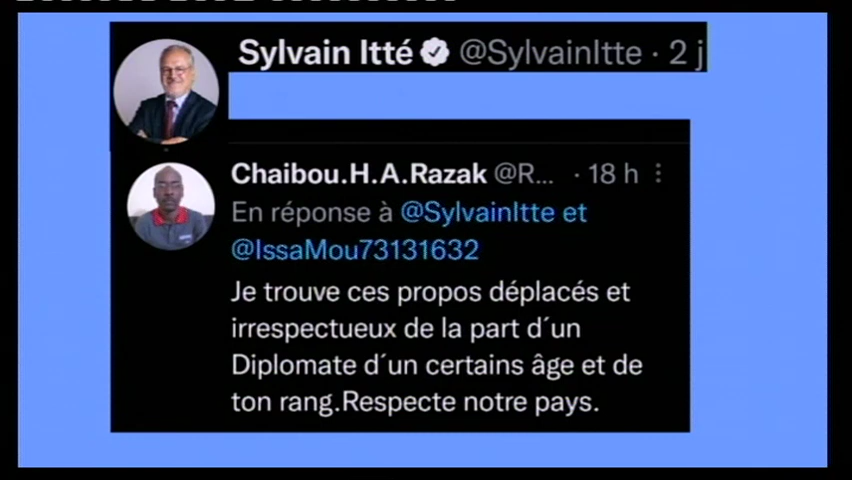 Sylvain Itté @SylvainItte · 2 j
Chaibou.H.A.Razak @R... · 18 h
En réponse à @SylvainItte et
@IssaMou73131632
Je trouve ces propos déplacés et
irrespectueux de la part d´un
Diplomate d´un certains âge et de
ton rang.Respecte notre pays.